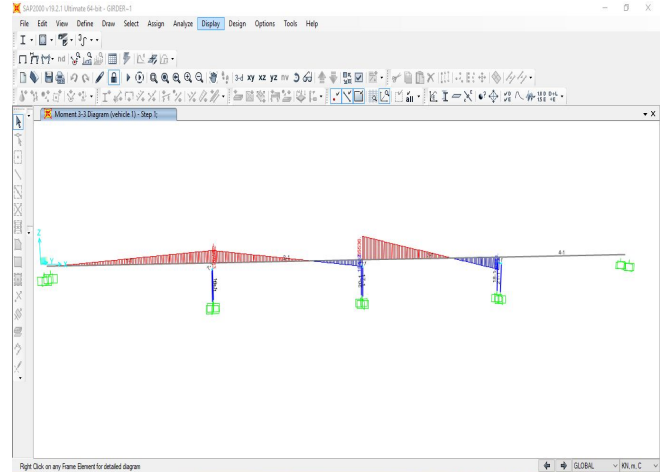 SAP2000 v19.2.1 Ultimate 64-bit - GIRDER~1
File Edit View Define Draw Select Assign Analyze Display Design Options Tools Help
nd
3-d xy xz yz nv
all
Moment 3-3 Diagram (vehicle 1) - Step 1;
Z
Y X
Right Click on any Frame Element for detailed diagram
GLOBAL
KN, m, C